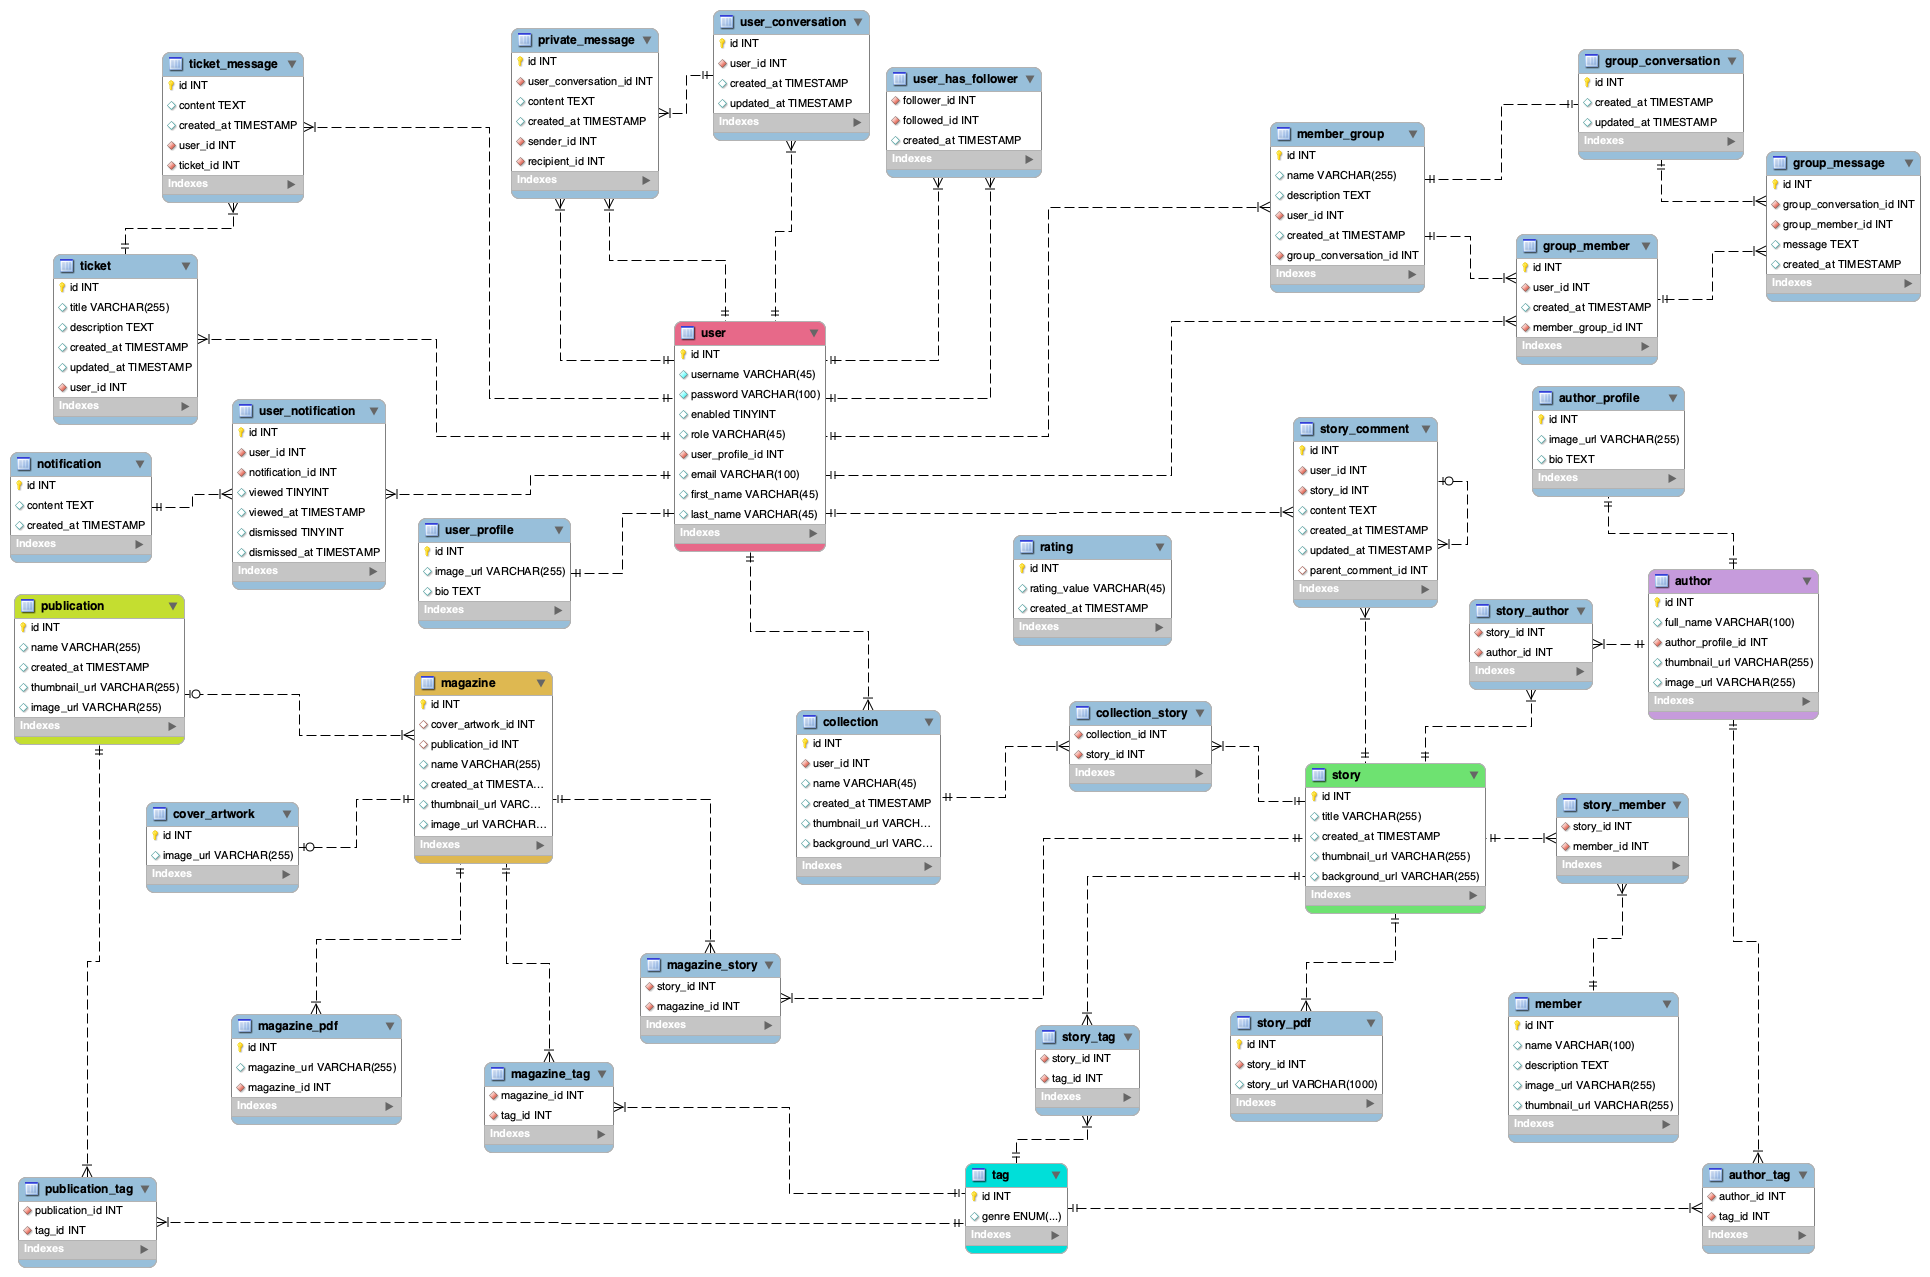 ticket_message
id INT
content TEXT
created_at TIMESTAMP
user_id INT
ticket_id INT
Indexes
private_message
id INT
user_conversation_id INT
content TEXT
created_at TIMESTAMP
sender_id INT
recipient_id INT
Indexes
user_conversation
id INT
user_id INT
created_at TIMESTAMP
updated_at TIMESTAMP
Indexes
user_has_follower
follower_id INT
followed_id INT
created_at TIMESTAMP
Indexes
member_group
id INT
name VARCHAR(255)
description TEXT
user_id INT
created_at TIMESTAMP
group_conversation_id INT
Indexes
group_conversation
id INT
created_at TIMESTAMP
updated_at TIMESTAMP
Indexes
group_message
id INT
group_conversation_id INT
group_member_id INT
message TEXT
created_at TIMESTAMP
Indexes
group_member
id INT
user_id INT
created_at TIMESTAMP
member_group_id INT
Indexes
ticket
id INT
title VARCHAR(255)
description TEXT
created_at TIMESTAMP
updated_at TIMESTAMP
user_id INT
Indexes
user
id INT
username VARCHAR(45)
password VARCHAR(100)
enabled TINYINT
role VARCHAR(45)
user_profile_id INT
email VARCHAR(100)
first_name VARCHAR(45)
last_name VARCHAR(45)
Indexes
notification
id INT
content TEXT
created_at TIMESTAMP
Indexes
user_notification
id INT
user_id INT
notification_id INT
viewed TINYINT
viewed_at TIMESTAMP
dismissed TINYINT
dismissed_at TIMESTAMP
Indexes
user_profile
id INT
image_url VARCHAR(255)
bio TEXT
Indexes
rating
id INT
rating_value VARCHAR(45)
created_at TIMESTAMP
Indexes
story_comment
id INT
user_id INT
story_id INT
content TEXT
created_at TIMESTAMP
updated_at TIMESTAMP
parent_comment_id INT
Indexes
author_profile
id INT
image_url VARCHAR(255)
bio TEXT
Indexes
story_author
story_id INT
author_id INT
Indexes
author
id INT
full_name VARCHAR(100)
author_profile_id INT
thumbnail_url VARCHAR(255)
image_url VARCHAR(255)
Indexes
publication
id INT
name VARCHAR(255)
created_at TIMESTAMP
thumbnail_url VARCHAR(255)
image_url VARCHAR(255)
Indexes
magazine
id INT
cover_artwork_id INT
publication_id INT
name VARCHAR(255)
created_at TIMESTA...
thumbnail_url VARC...
image_url VARCHAR...
Indexes
cover_artwork
id INT
image_url VARCHAR(255)
Indexes
collection
id INT
user_id INT
name VARCHAR(45)
created_at TIMESTAMP
thumbnail_url VARCH...
background_url VARC...
Indexes
collection_story
collection_id INT
story_id INT
Indexes
story
id INT
title VARCHAR(255)
created_at TIMESTAMP
thumbnail_url VARCHAR(255)
background_url VARCHAR(255)
Indexes
story_member
story_id INT
member_id INT
Indexes
magazine_story
story_id INT
magazine_id INT
Indexes
magazine_pdf
id INT
magazine_url VARCHAR(255)
magazine_id INT
Indexes
magazine_tag
magazine_id INT
tag_id INT
Indexes
story_tag
story_id INT
tag_id INT
Indexes
story_pdf
id INT
story_id INT
story_url VARCHAR(1000)
Indexes
member
id INT
name VARCHAR(100)
description TEXT
image_url VARCHAR(255)
thumbnail_url VARCHAR(255)
Indexes
publication_tag
publication_id INT
tag_id INT
Indexes
tag
id INT
genre ENUM(...)
Indexes
author_tag
author_id INT
tag_id INT
Indexes